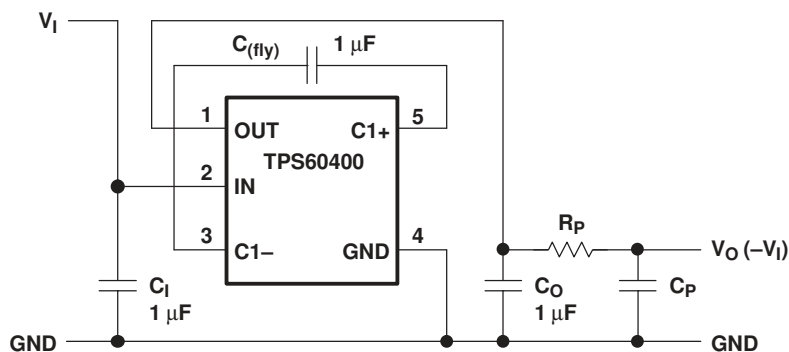 V_I
C_(fly) 1 μF
1 5
OUT C1+
TPS60400
2
IN
3 4
C1– GND
R_P
V_O (–V_I)
C_I
1 μF
C_O
1 μF
C_P
GND GND